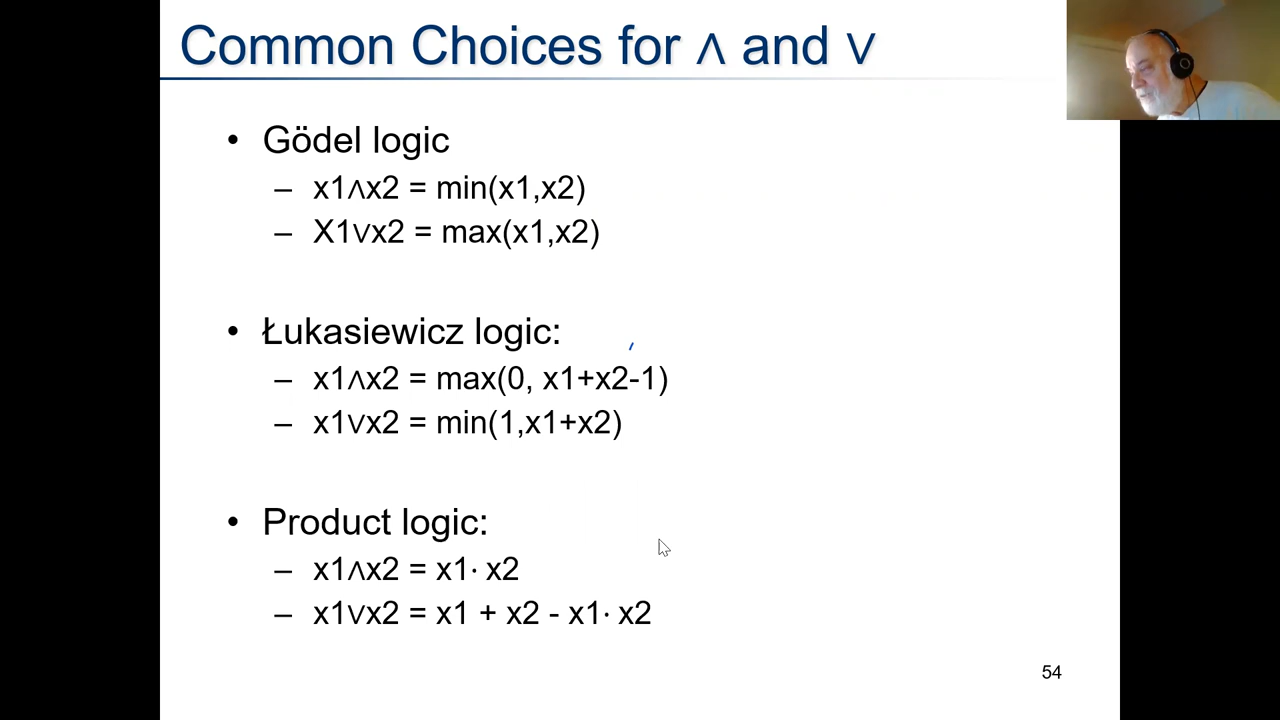 Common Choices for ∧ and ∨
• Gödel logic
– x1∧x2 = min(x1,x2)
– X1∨x2 = max(x1,x2)
• Łukasiewicz logic:
– x1∧x2 = max(0, x1+x2-1)
– x1∨x2 = min(1,x1+x2)
• Product logic:
– x1∧x2 = x1· x2
– x1∨x2 = x1 + x2 - x1· x2
54